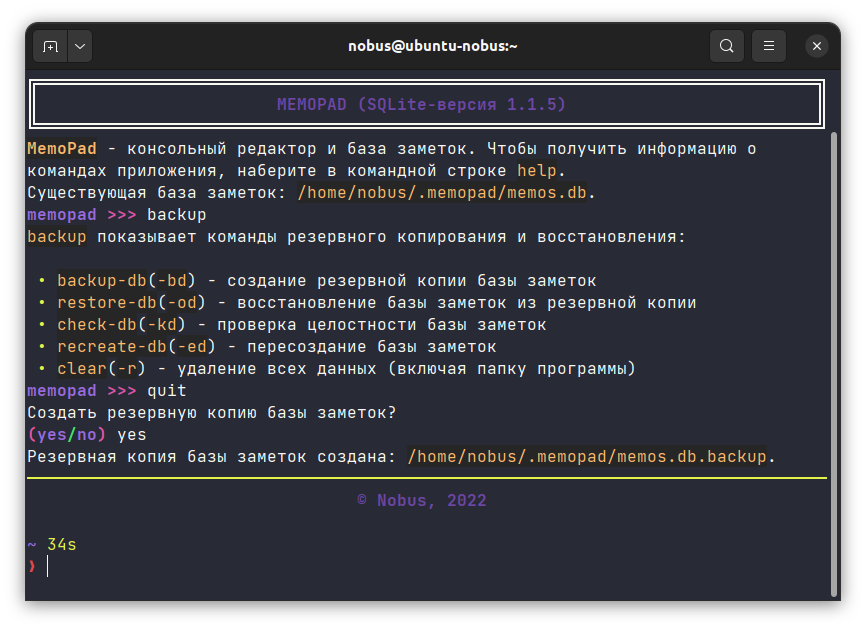 nobus@ubuntu-nobus:~
MEMOPAD (SQLite-версия 1.1.5)
MemoPad - консольный редактор и база заметок. Чтобы получить информацию о
командах приложения, наберите в командной строке help.
Существующая база заметок: /home/nobus/.memopad/memos.db.
memopad >>> backup
backup показывает команды резервного копирования и восстановления:
• backup-db(-bd) - создание резервной копии базы заметок
• restore-db(-od) - восстановление базы заметок из резервной копии
• check-db(-kd) - проверка целостности базы заметок
• recreate-db(-ed) - пересоздание базы заметок
• clear(-r) - удаление всех данных (включая папку программы)
memopad >>> quit
Создать резервную копию базы заметок?
(yes/no) yes
Резервная копия базы заметок создана: /home/nobus/.memopad/memos.db.backup.
© Nobus, 2022
~ 34s
❯